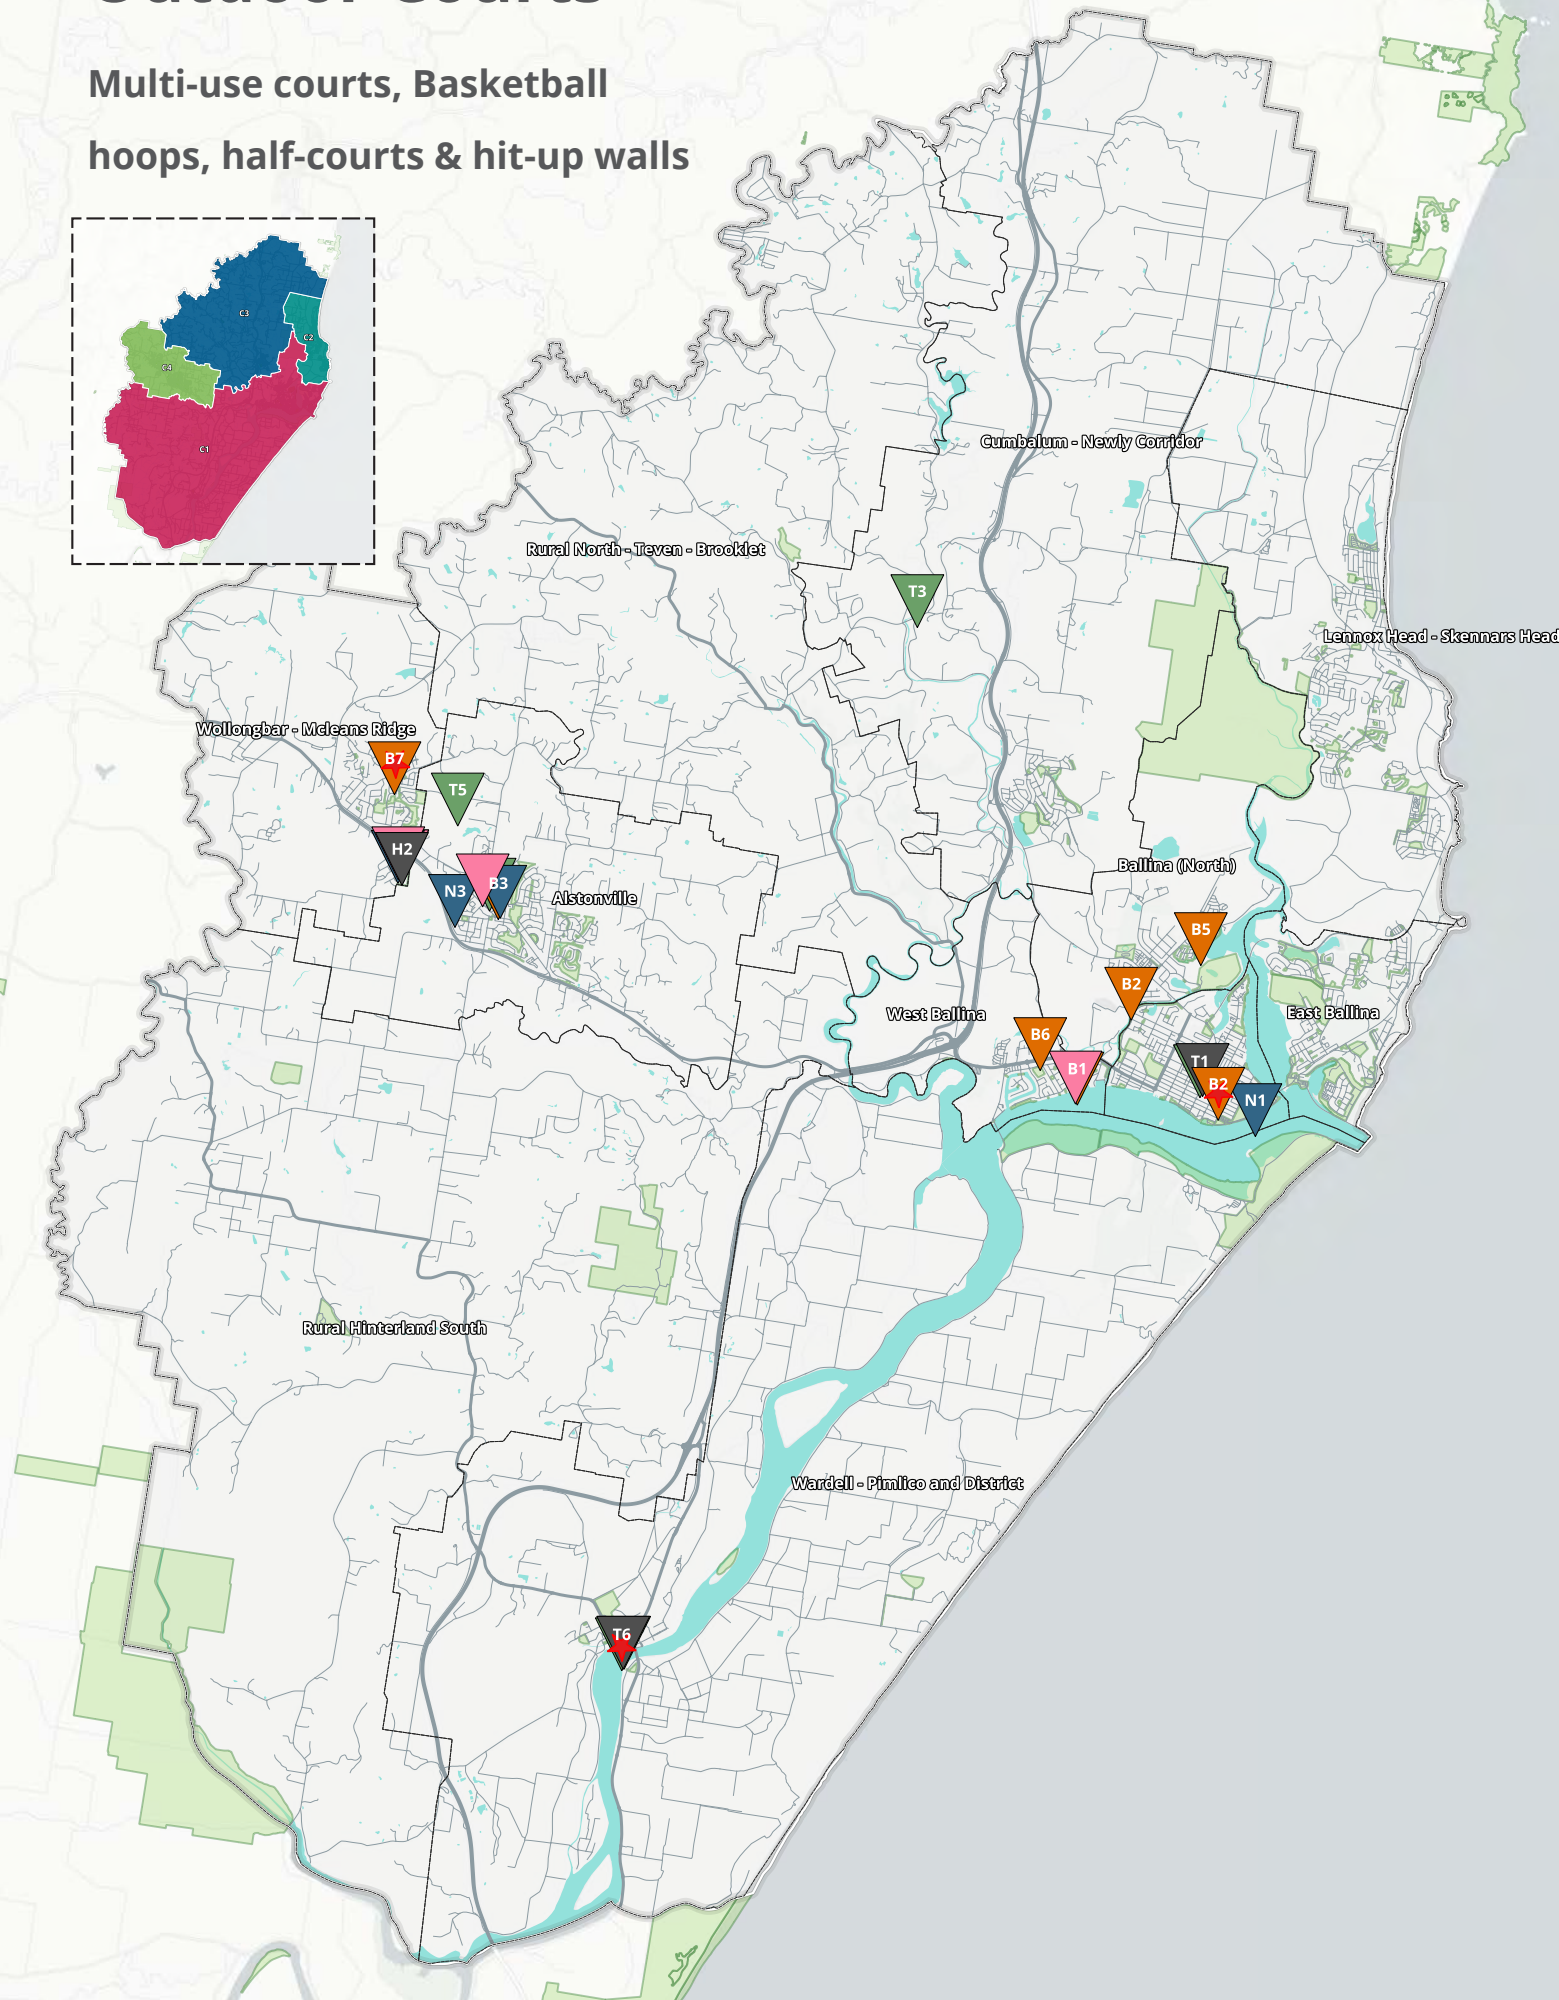 Outdoor Courts
Multi-use courts, Basketball
hoops, half-courts & hit-up walls
C3
C2
C4
C1
Cumbalum - Newly Corridor
Rural North - Teven - Brooklet
T3
Lennox Head - Skennars Head
Wollongbar - Mcleans Ridge
B7
T5
H2
B3
N3
Alstonville
Ballina (North)
B5
B2
West Ballina
East Ballina
B6
T1
B1
B2
N1
Rural Hinterland South
Wardell - Pimlico and District
T6